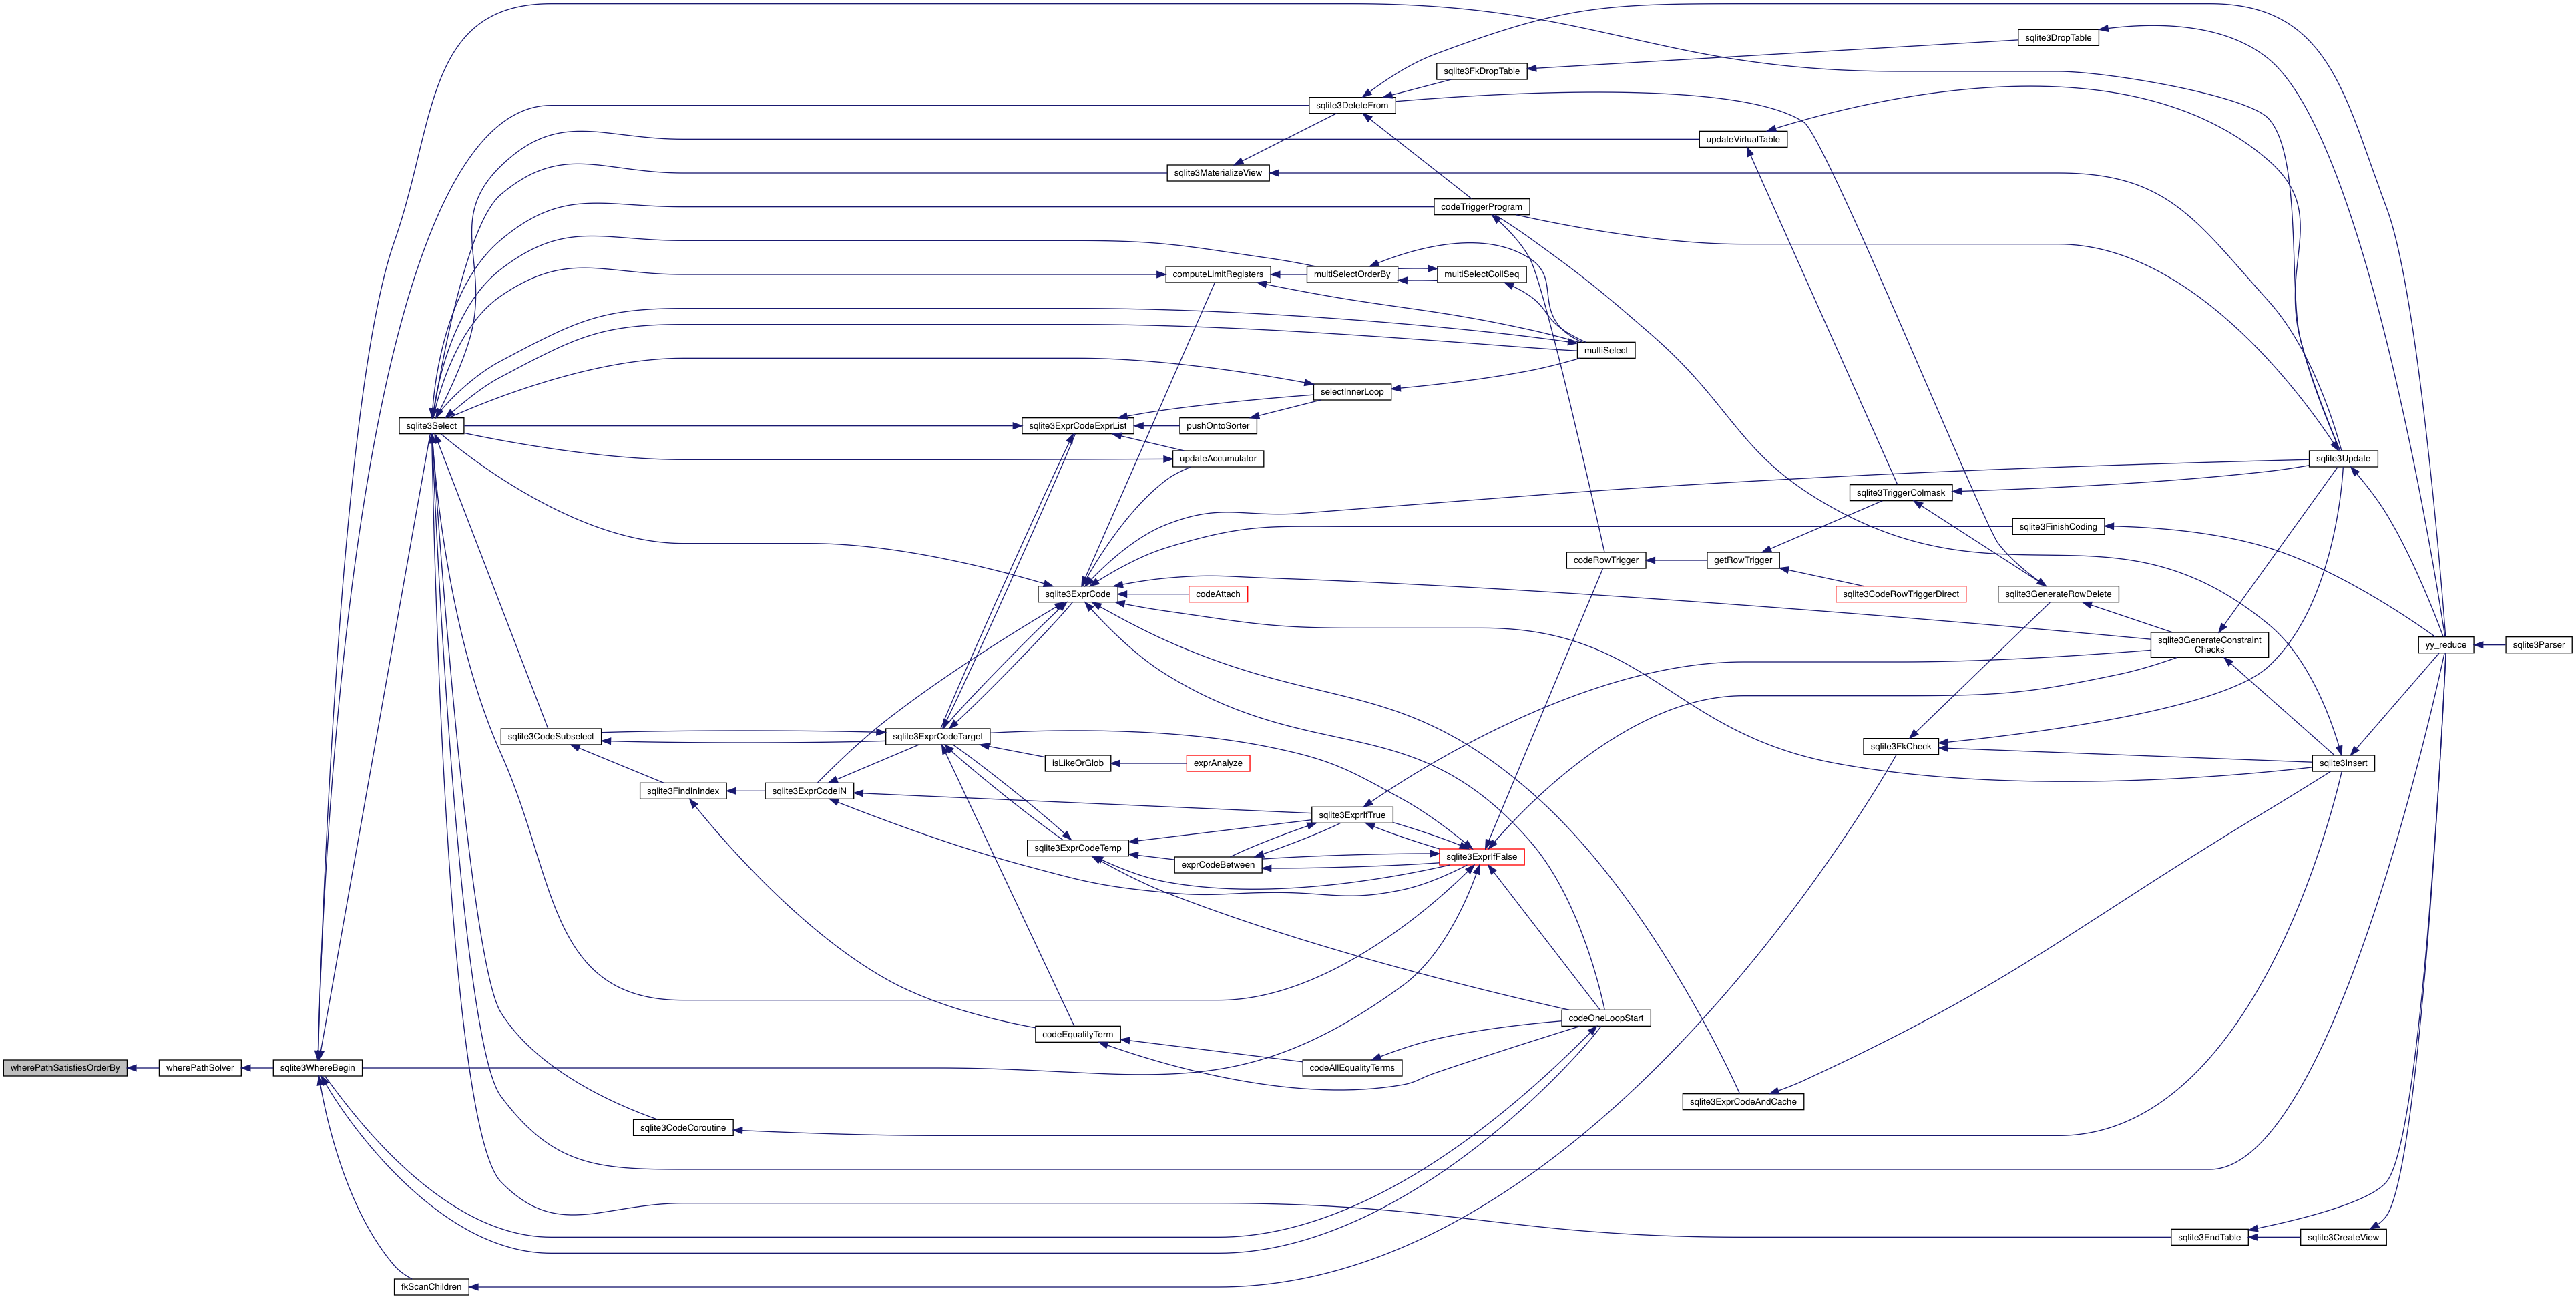 sqlite3DropTable
sqlite3FkDropTable
sqlite3DeleteFrom
updateVirtualTable
sqlite3MaterializeView
codeTriggerProgram
computeLimitRegisters
multiSelectOrderBy
multiSelectCollSeq
multiSelect
selectInnerLoop
sqlite3Select
sqlite3ExprCodeExprList
pushOntoSorter
updateAccumulator
sqlite3Update
sqlite3TriggerColmask
sqlite3FinishCoding
codeRowTrigger
getRowTrigger
sqlite3ExprCode
codeAttach
sqlite3CodeRowTriggerDirect
sqlite3GenerateRowDelete
sqlite3GenerateConstraint
Checks
yy_reduce
sqlite3Parser
sqlite3CodeSubselect
sqlite3ExprCodeTarget
sqlite3FkCheck
isLikeOrGlob
exprAnalyze
sqlite3Insert
sqlite3FindInIndex
sqlite3ExprCodeIN
sqlite3ExprIfTrue
sqlite3ExprCodeTemp
exprCodeBetween
sqlite3ExprIfFalse
codeOneLoopStart
codeEqualityTerm
wherePathSatisfiesOrderBy
wherePathSolver
sqlite3WhereBegin
codeAllEqualityTerms
sqlite3ExprCodeAndCache
sqlite3CodeCoroutine
sqlite3EndTable
sqlite3CreateView
fkScanChildren